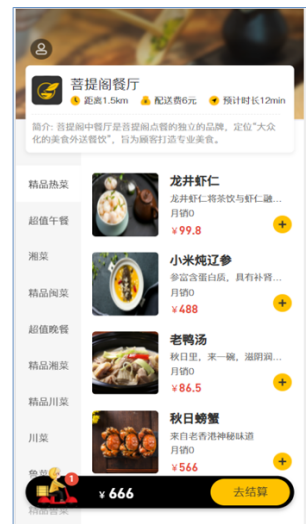 菩提阁餐厅
距离1.5km 配送费6元 预计时长12min
简介: 菩提阁中餐厅是菩提阁点餐的独立的品牌，定位"大众
化的美食外送餐饮"，旨为顾客打造专业美食。
精品热菜
超值午餐
湘菜
精品闽菜
超值晚餐
精品湘菜
精品川菜
川菜
龙井虾仁
龙井虾仁将茶饮与虾仁融...
月销0
¥99.8
小米炖辽参
参富含蛋白质，具有补肾...
月销0
¥488
老鸭汤
秋日里，来一碗，滋阴润...
月销0
¥86.5
秋日螃蟹
来自老香港神秘味道
月销0
¥566
1
¥ 666
去结算